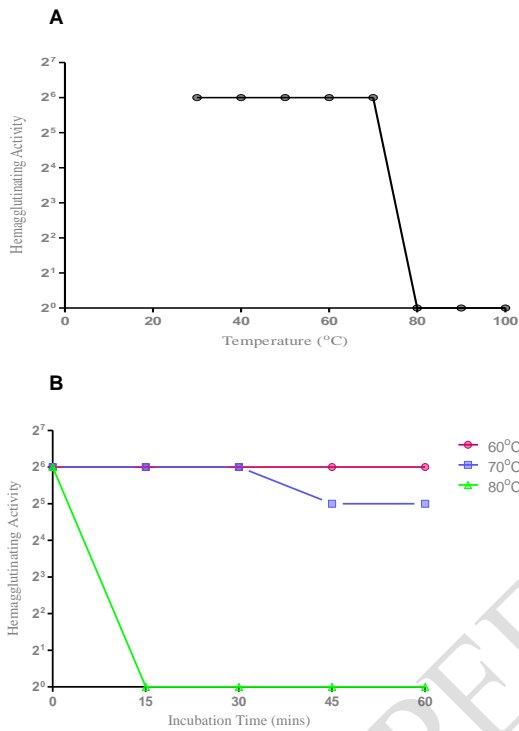 A
2⁷
2⁶
2⁵
2⁴
2³
2²
2¹
2⁰
Hemagglutinating Activity
0 20 40 60 80 100
Temperature (°C)
B
2⁷
2⁶
2⁵
2⁴
2³
2²
2¹
2⁰
Hemagglutinating Activity
60°C
70°C
80°C
0 15 30 45 60
Incubation Time (mins)